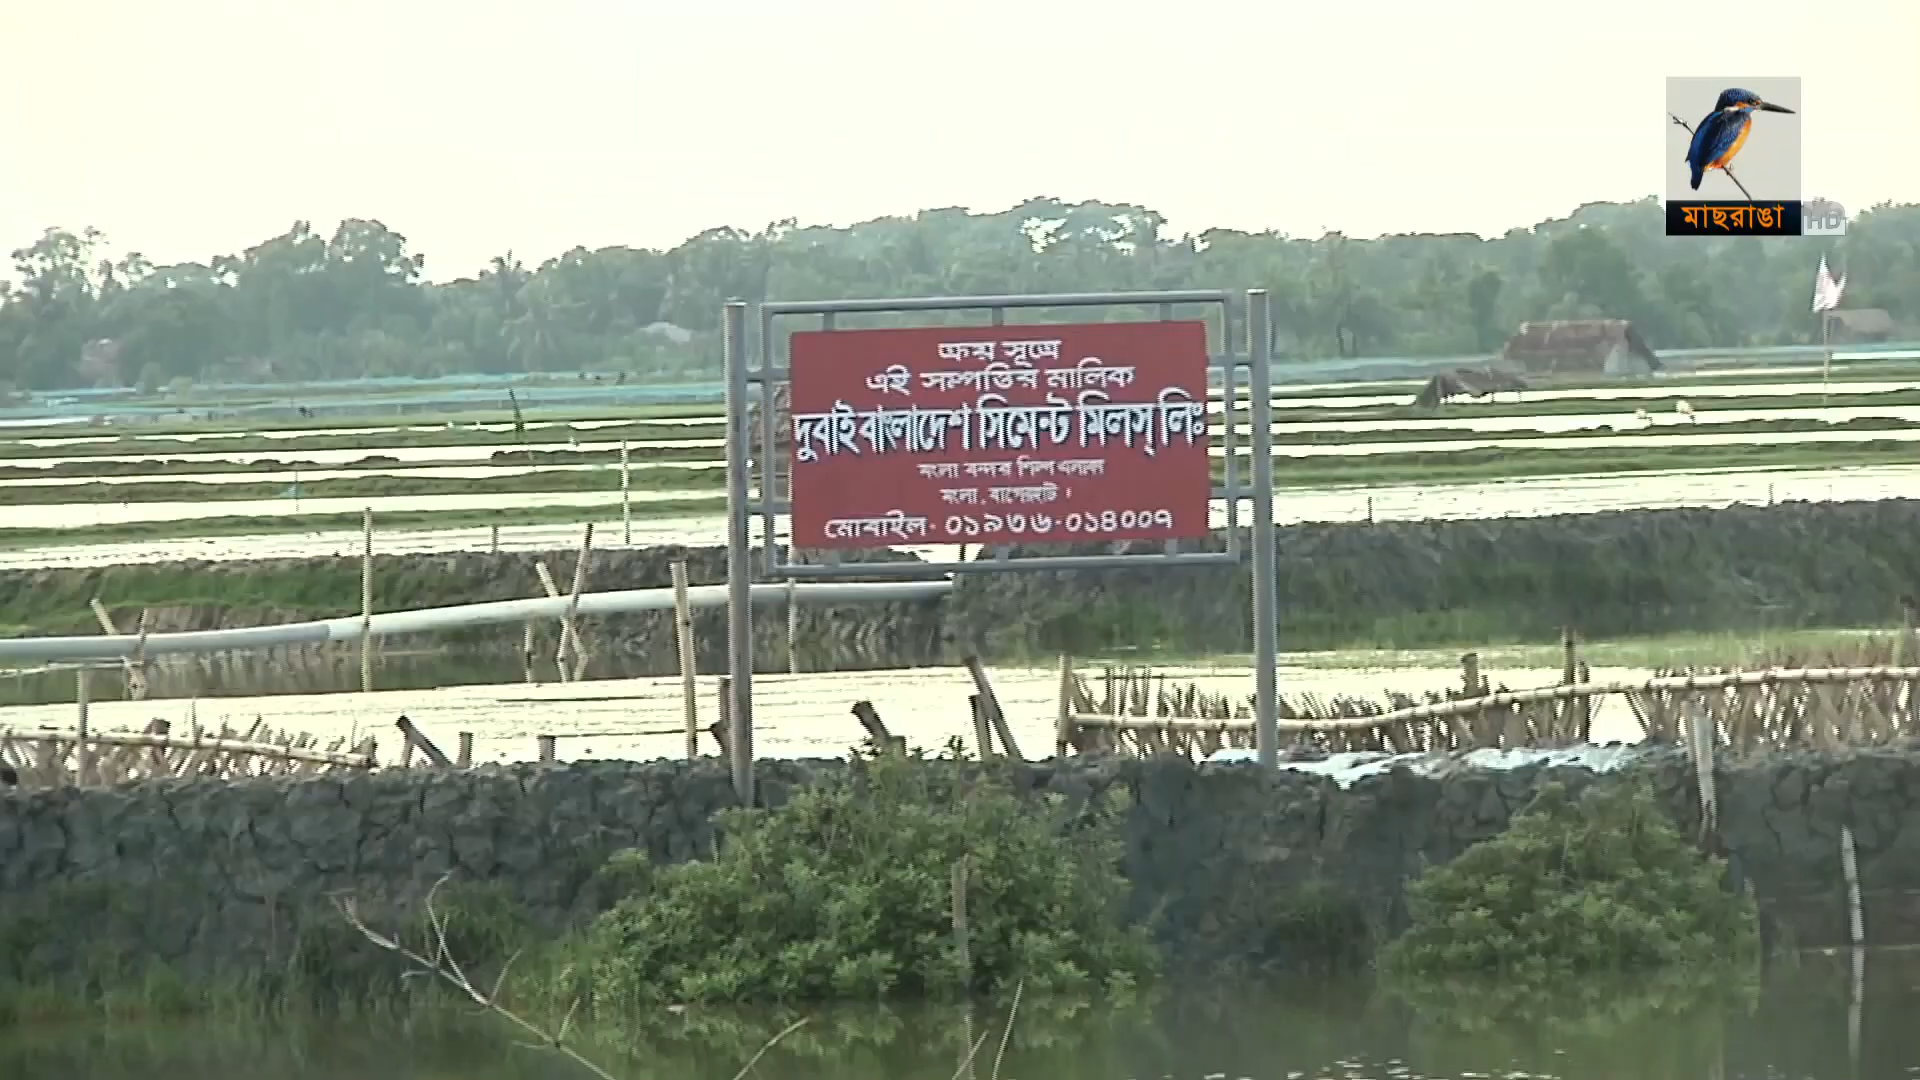 মাছরাঙা
HD
ক্রয় সূত্রে
এই সম্পত্তির মালিক
দুবাই বাংলাদেশ সিমেন্ট মিলস্ লিঃ
মংলা বন্দর শিল্প এলাকা
মংলা, বাগেরহাট ।
মোবাইল- ০১৯৩৬-০১৪০০৭